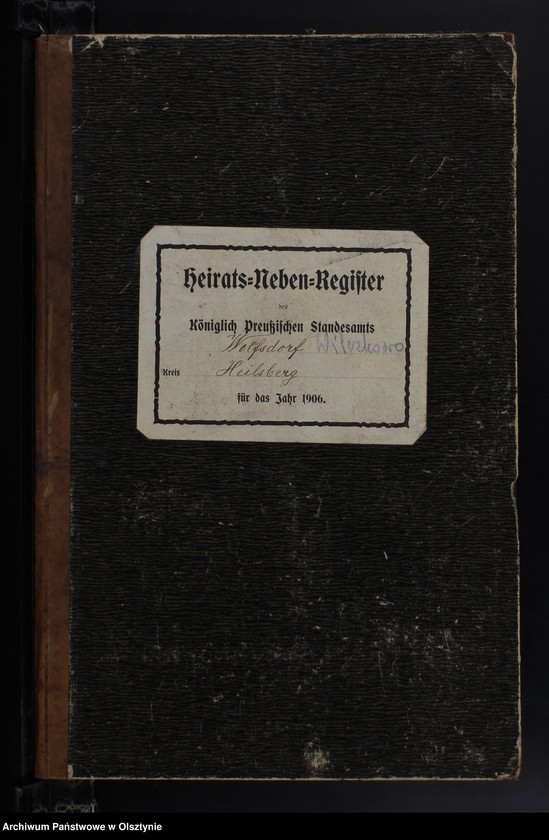 Heirats-Neben-Register
des
Königlich Preußischen Standesamts
Wolfsdorf Wilczkowo
Kreis Heilsberg
für das Jahr 1906.
Archiwum Państwowe w Olsztynie